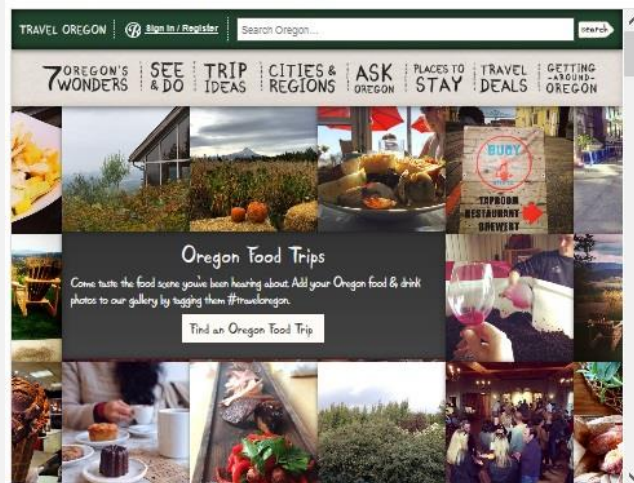 TRAVEL OREGON
Sign In / Register
Search Oregon...
Search
7 OREGON'S WONDERS
SEE & DO
TRIP IDEAS
CITIES & REGIONS
ASK OREGON
PLACES TO STAY
TRAVEL DEALS
GETTING -AROUND- OREGON
BUOY
TAPROOM
RESTAURANT
BREWERY
Oregon Food Trips
Come taste the food scene you've been hearing about. Add your Oregon food & drink
photos to our gallery by tagging them #traveloregon.
Find an Oregon Food Trip